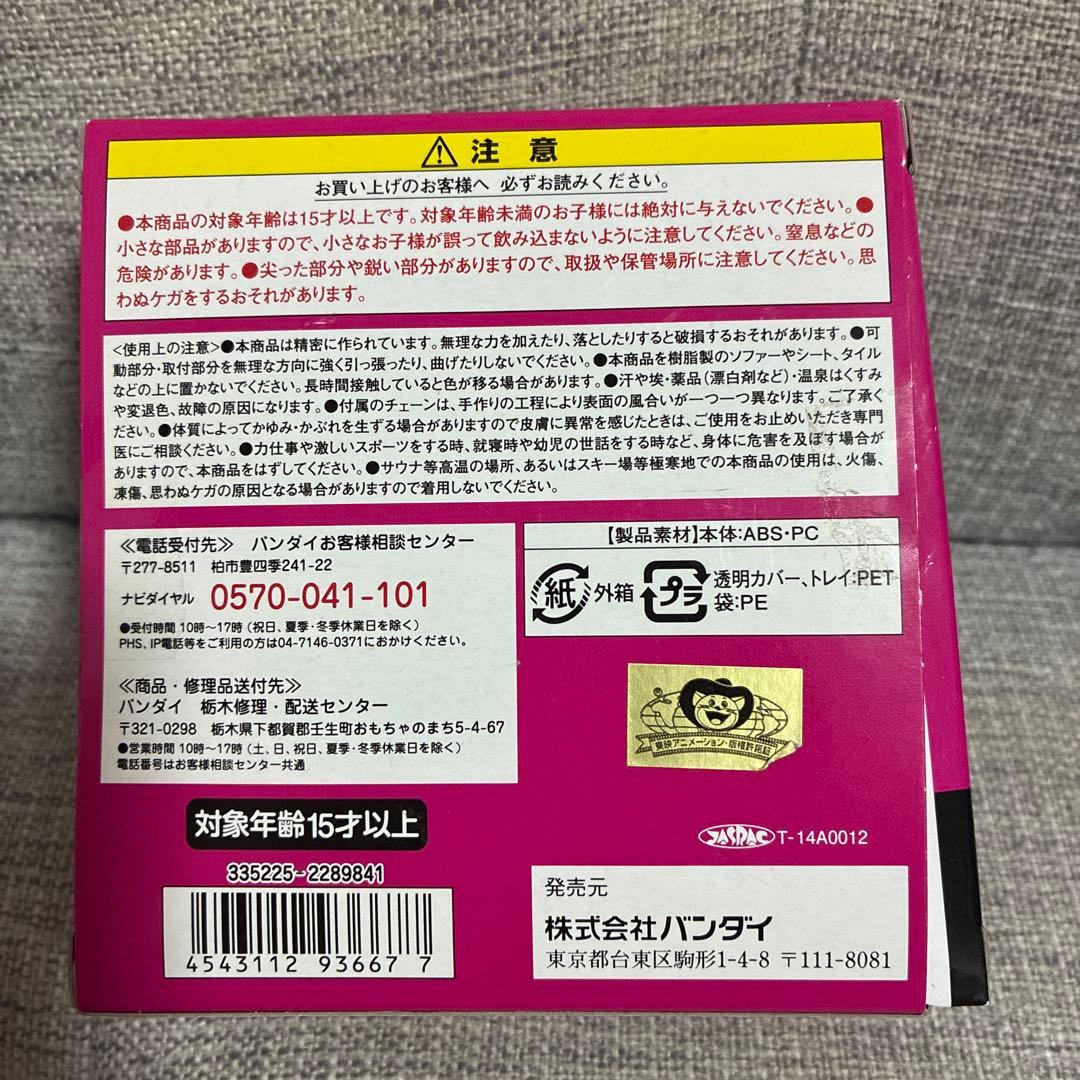 注意
お買い上げのお客様へ 必ずお読みください。
●本商品の対象年齢は15才以上です。対象年齢未満のお子様には絶対に与えないでください。●
小さな部品がありますので、小さなお子様が誤って飲み込まないように注意してください。窒息などの
危険があります。●尖った部分や鋭い部分がありますので、取扱や保管場所に注意してください。思
わぬケガをするおそれがあります。
<使用上の注意>●本商品は精密に作られています。無理な力を加えたり、落としたりすると破損するおそれがあります。●可
動部分・取付部分を無理な方向に強く引っ張ったり、曲げたりしないでください。●本商品を樹脂製のソファーやシート、タイル
などの上に置かないでください。長時間接触していると色が移る場合があります。●汗や埃・薬品(漂白剤など)・温泉はくすみ
や変退色、故障の原因になります。●付属のチェーンは、手作りの工程により表面の風合いが一つ一つ異なります。ご了承くだ
さい。●体質によってかゆみ・かぶれを生ずる場合がありますので皮膚に異常を感じたときは、ご使用をお止めいただき専門
医にご相談ください。●力仕事や激しいスポーツをする時、就寝時や幼児の世話をする時など、身体に危害を及ぼす場合が
ありますので、本商品をはずしてください。●サウナ等高温の場所、あるいはスキー場等極寒地での本商品の使用は、火傷、
凍傷、思わぬケガの原因となる場合がありますので着用しないでください。
≪電話受付先≫ バンダイお客様相談センター
〒277-8511 柏市豊四季241-22
ナビダイヤル 0570-041-101
●受付時間 10時〜17時(祝日、夏季・冬季休業日を除く)
PHS、IP電話等をご利用の方は04-7146-0371におかけください。
≪商品・修理品送付先≫
バンダイ 栃木修理・配送センター
〒321-0298 栃木県下都賀郡壬生町おもちゃのまち5-4-67
●営業時間 10時〜17時(土、日、祝日、夏季・冬季休業日を除く)
電話番号はお客様相談センター共通
【製品素材】本体:ABS・PC
紙 外箱 プラ 透明カバー、トレイ:PET
袋:PE
東映アニメーション・版権許諾証
対象年齢15才以上
JASRAC T-14A0012
335225-2289841
4543112 93667 7
発売元
株式会社バンダイ
東京都台東区駒形1-4-8 〒111-8081